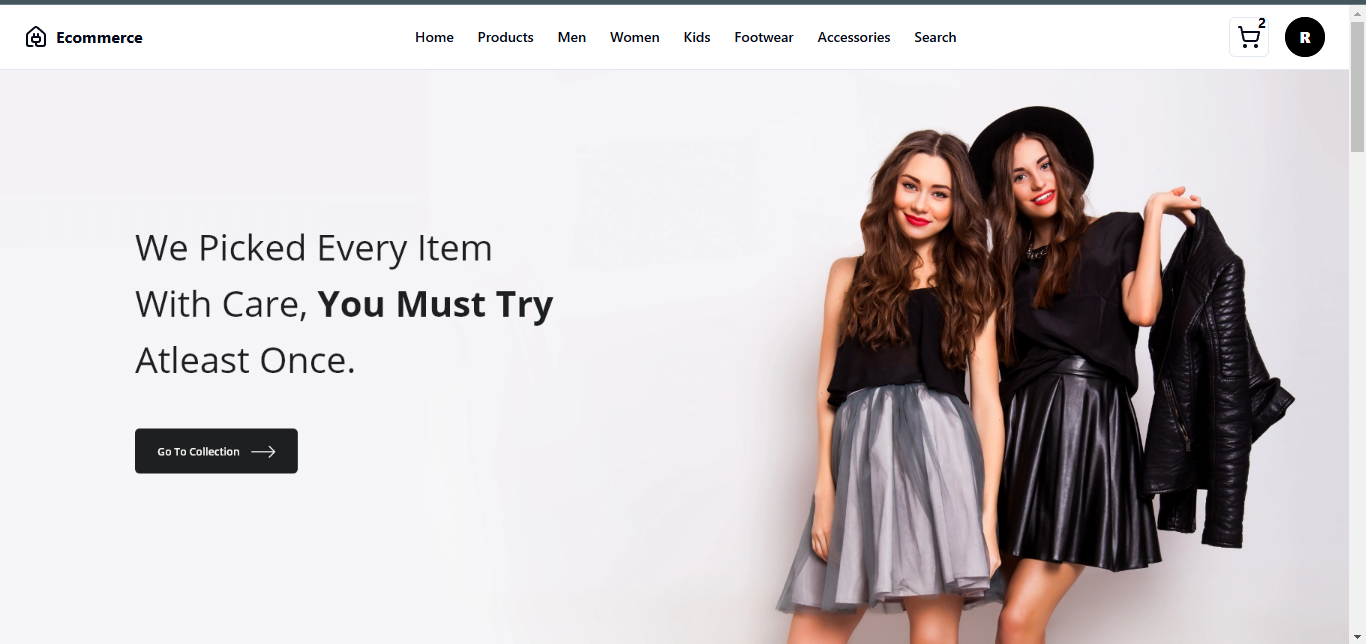 Ecommerce
Home Products Men Women Kids Footwear Accessories Search
2
R
We Picked Every Item
With Care, You Must Try
Atleast Once.
Go To Collection